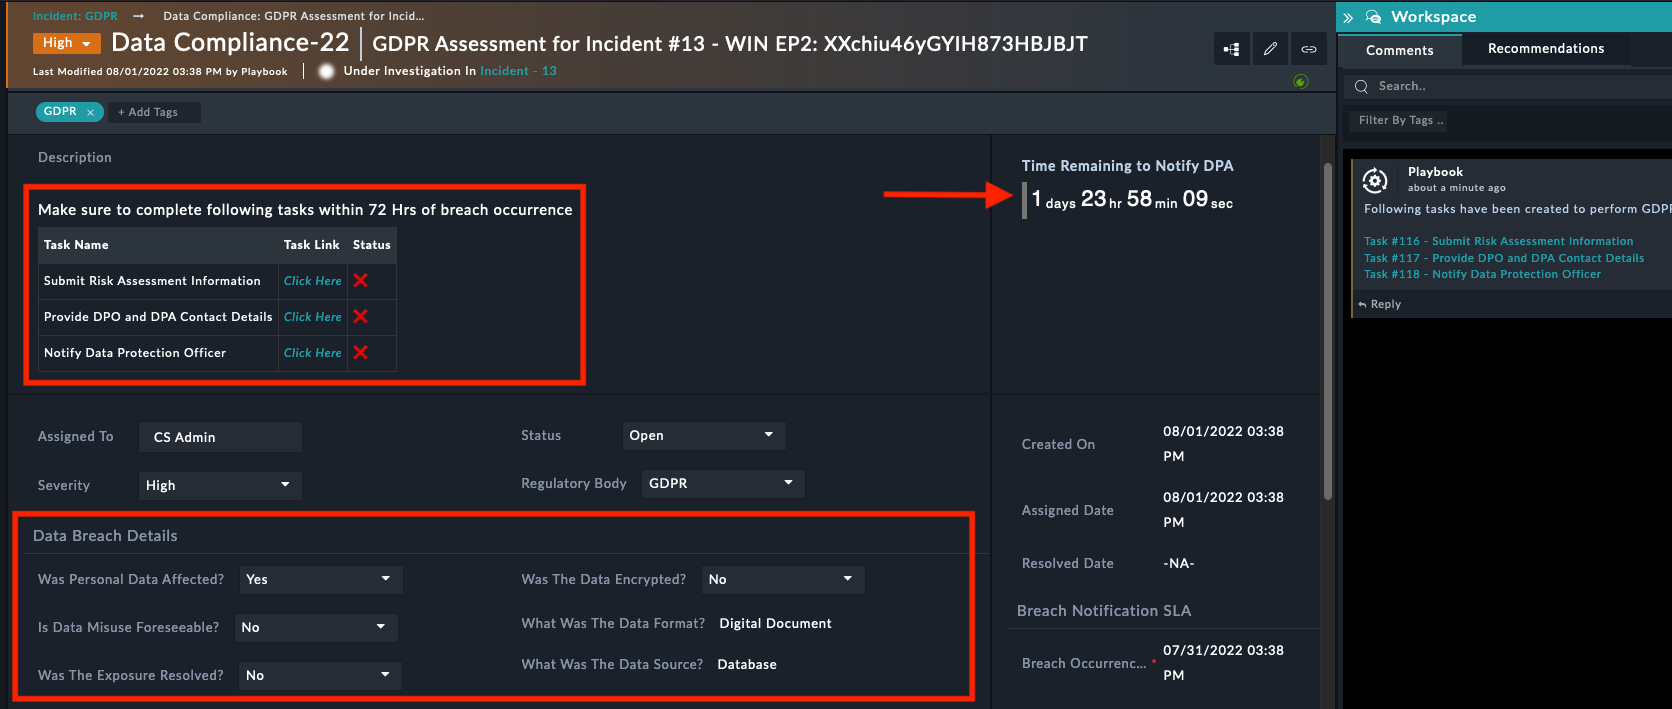 Incident: GDPR → Data Compliance: GDPR Assessment for Incid...
High Data Compliance-22 GDPR Assessment for Incident #13 - WIN EP2: XXchiu46yGYIH873HBJBJT
Last Modified 08/01/2022 03:38 PM by Playbook Under Investigation In Incident - 13
GDPR × + Add Tags
Description
Make sure to complete following tasks within 72 Hrs of breach occurrence
Task Name Task Link Status
Submit Risk Assessment Information Click Here ❌
Provide DPO and DPA Contact Details Click Here ❌
Notify Data Protection Officer Click Here ❌
Time Remaining to Notify DPA
1 days 23 hr 58 min 09 sec
Assigned To CS Admin
Status Open
Severity High
Regulatory Body GDPR
Data Breach Details
Was Personal Data Affected? Yes
Was The Data Encrypted? No
Is Data Misuse Foreseeable? No
What Was The Data Format? Digital Document
Was The Exposure Resolved? No
What Was The Data Source? Database
Created On 08/01/2022 03:38
PM
Assigned Date 08/01/2022 03:38
PM
Resolved Date -NA-
Breach Notification SLA
Breach Occurrenc... * 07/31/2022 03:38
PM
Workspace
Comments Recommendations
Search..
Filter By Tags ..
Playbook
about a minute ago
Following tasks have been created to perform GDPR
Task #116 - Submit Risk Assessment Information
Task #117 - Provide DPO and DPA Contact Details
Task #118 - Notify Data Protection Officer
Reply